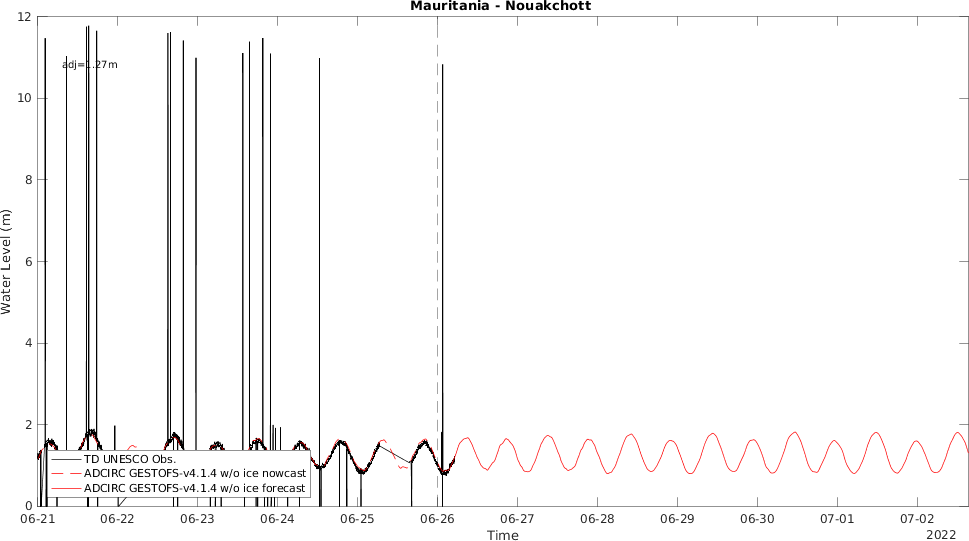 Mauritania - Nouakchott
12
10
8
6
4
2
0
Water Level (m)
adj=1.27m
TD UNESCO Obs.
ADCIRC GESTOFS-v4.1.4 w/o ice nowcast
ADCIRC GESTOFS-v4.1.4 w/o ice forecast
06-21 06-22 06-23 06-24 06-25 06-26 06-27 06-28 06-29 06-30 07-01 07-02
Time
2022